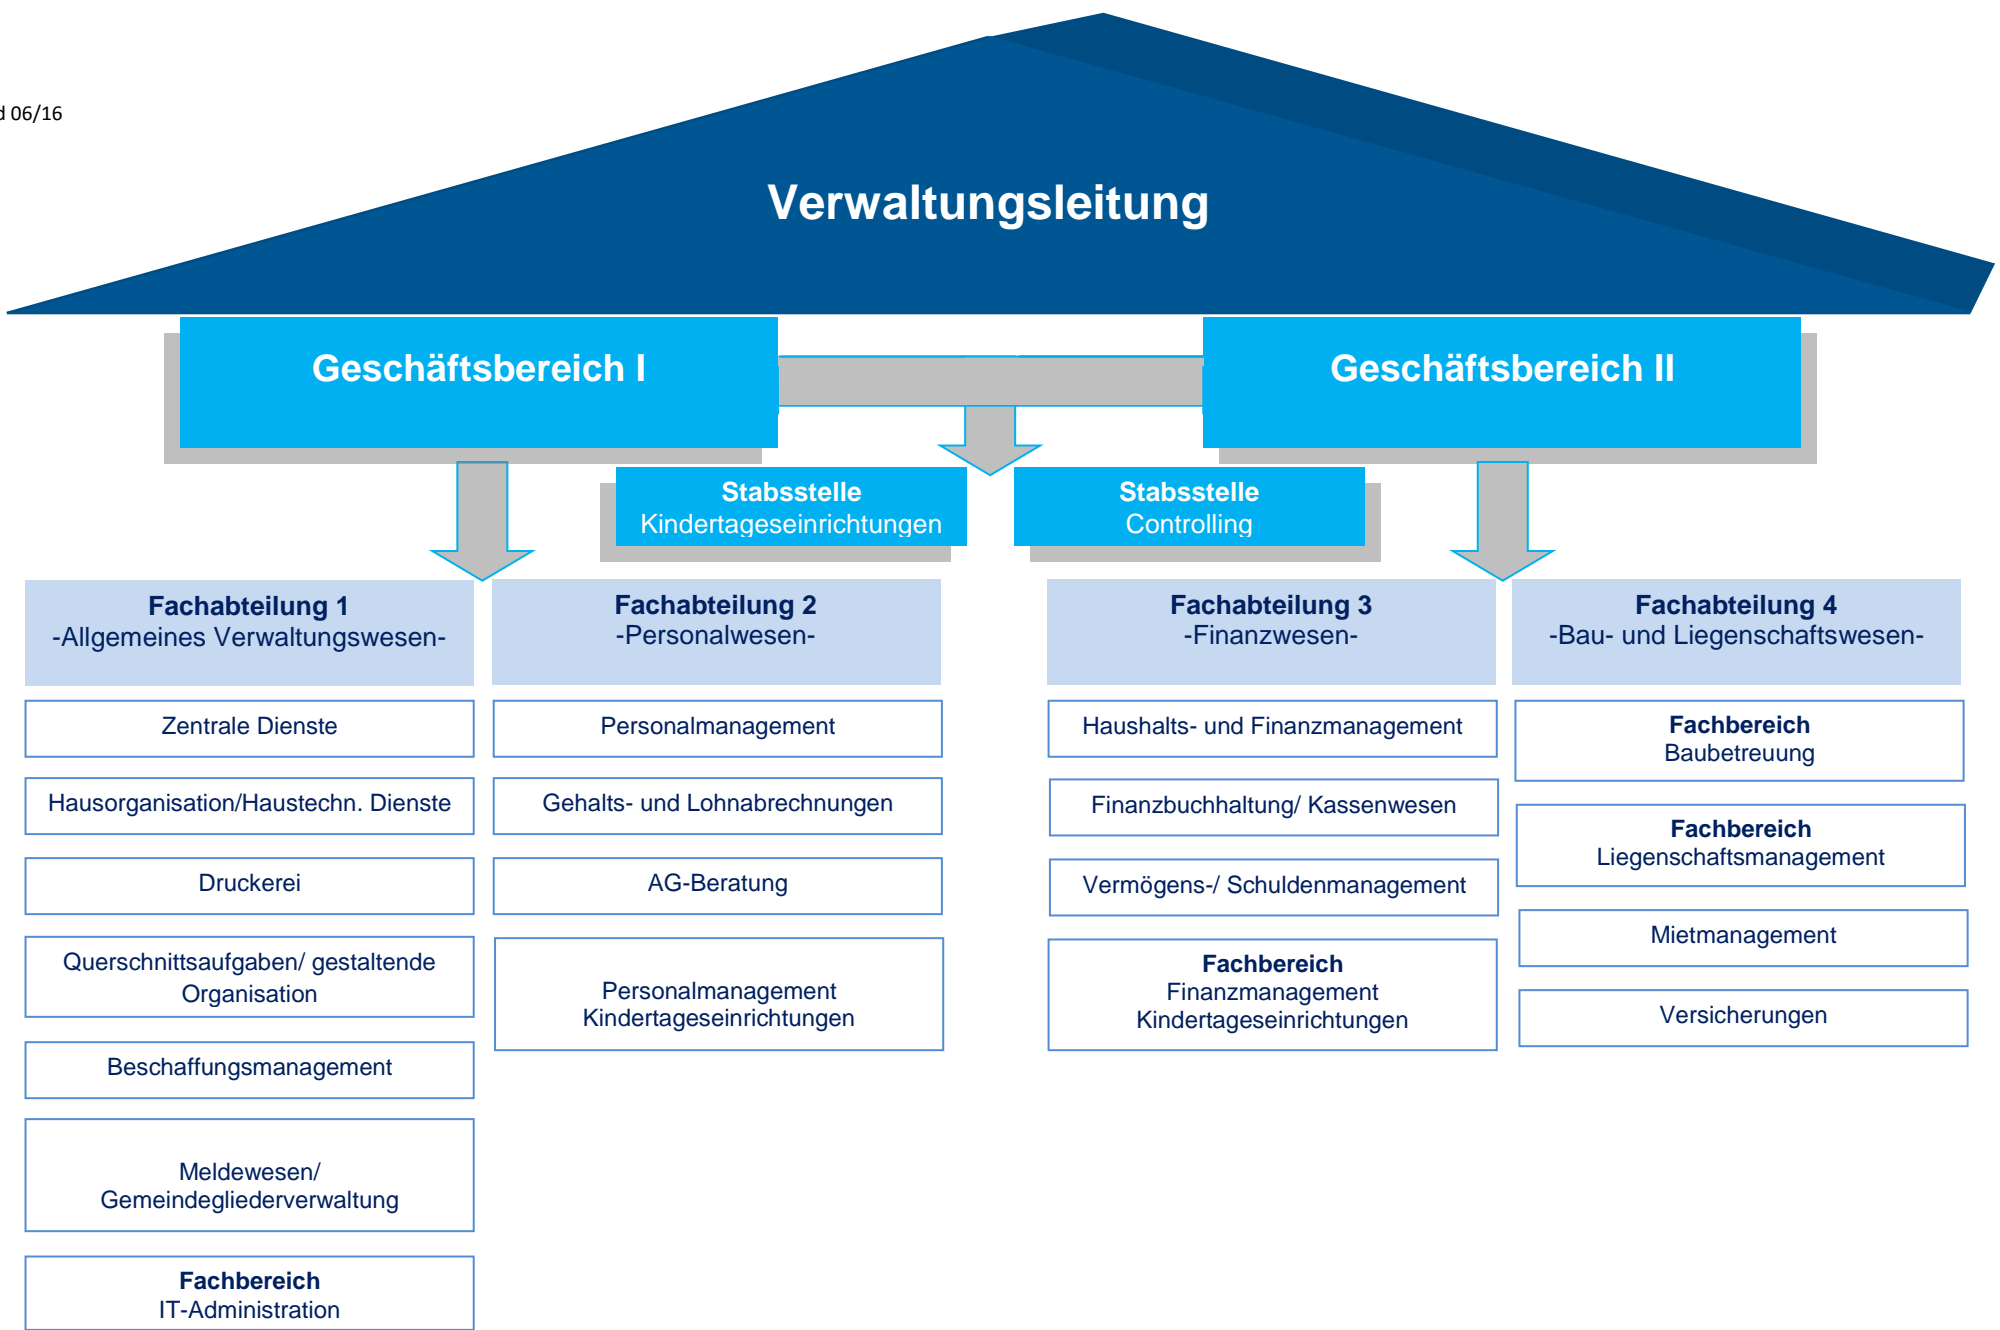 06/16
Verwaltungsleitung
Geschäftsbereich I
Geschäftsbereich II
Stabsstelle
Kindertageseinrichtungen
Stabsstelle
Controlling
Fachabteilung 1
-Allgemeines Verwaltungswesen-
Zentrale Dienste
Hausorganisation/Haustechn. Dienste
Druckerei
Querschnittsaufgaben/ gestaltende
Organisation
Beschaffungsmanagement
Meldewesen/
Gemeindegliederverwaltung
Fachbereich
IT-Administration
Fachabteilung 2
-Personalwesen-
Personalmanagement
Gehalts- und Lohnabrechnungen
AG-Beratung
Personalmanagement
Kindertageseinrichtungen
Fachabteilung 3
-Finanzwesen-
Haushalts- und Finanzmanagement
Finanzbuchhaltung/ Kassenwesen
Vermögens-/ Schuldenmanagement
Fachbereich
Finanzmanagement
Kindertageseinrichtungen
Fachabteilung 4
-Bau- und Liegenschaftswesen-
Fachbereich
Baubetreuung
Fachbereich
Liegenschaftsmanagement
Mietmanagement
Versicherungen